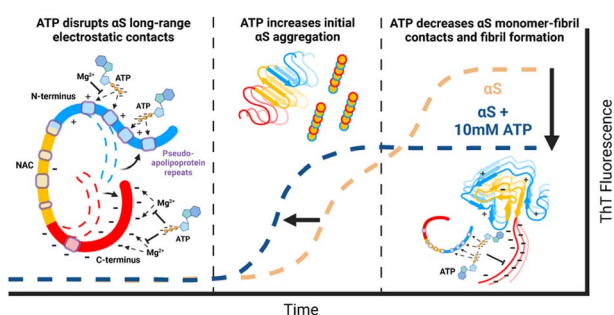 ATP disrupts αS long-range
electrostatic contacts
ATP increases initial
αS aggregation
ATP decreases αS monomer-fibril
contacts and fibril formation
Mg²⁺
ATP
N-terminus
+
+
+
ATP
NAC
Pseudo-
apolipoprotein
repeats
Mg²⁺
ATP
Mg²⁺
C-terminus
αS
αS +
10mM ATP
ATP
ThT Fluorescence
Time